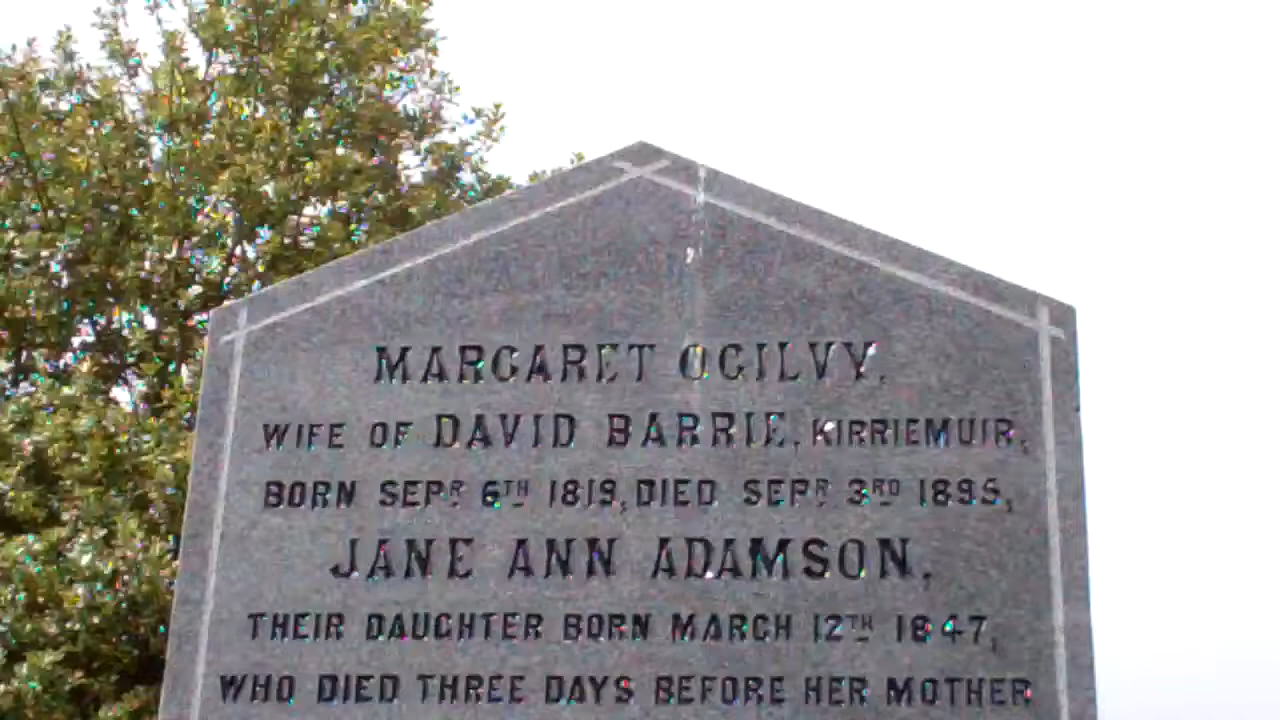 MARGARET OGILVY.
WIFE OF DAVID BARRIE, KIRRIEMUIR,
BORN SEPR 6TH 1819, DIED SEPR 3RD 1895,
JANE ANN ADAMSON,
THEIR DAUGHTER BORN MARCH 12TH 1847,
WHO DIED THREE DAYS BEFORE HER MOTHER